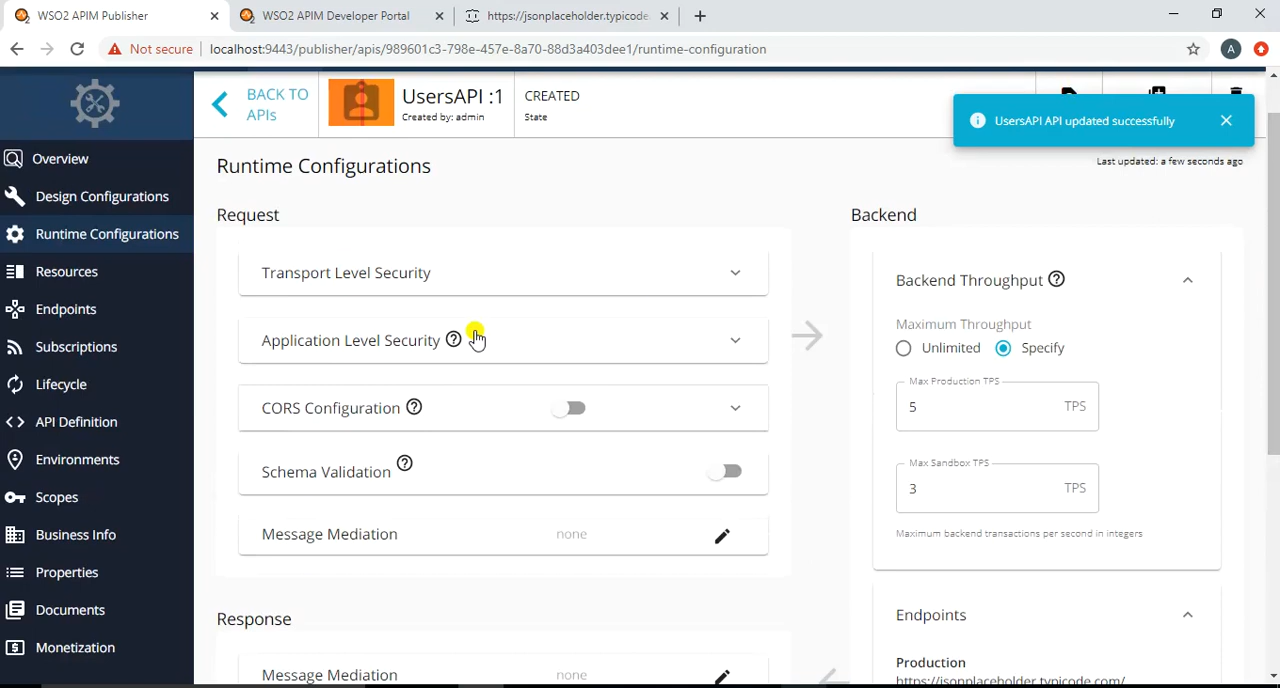 WSO2 APIM Publisher
WSO2 APIM Developer Portal
https://jsonplaceholder.typicode
Not secure
localhost:9443/publisher/apis/989601c3-798e-457e-8a70-88d3a403dee1/runtime-configuration
A
BACK TO
APIs
UsersAPI :1
Created by: admin
CREATED
State
UsersAPI API updated successfully
Last updated: a few seconds ago
Overview
Design Configurations
Runtime Configurations
Resources
Endpoints
Subscriptions
Lifecycle
API Definition
Environments
Scopes
Business Info
Properties
Documents
Monetization
Runtime Configurations
Request
Transport Level Security
Application Level Security
CORS Configuration
Schema Validation
Message Mediation none
Response
Message Mediation none
Backend
Backend Throughput
Maximum Throughput
Unlimited Specify
Max Production TPS
5 TPS
Max Sandbox TPS
3 TPS
Maximum backend transactions per second in integers
Endpoints
Production
https://jsonplaceholder.typicode.com/